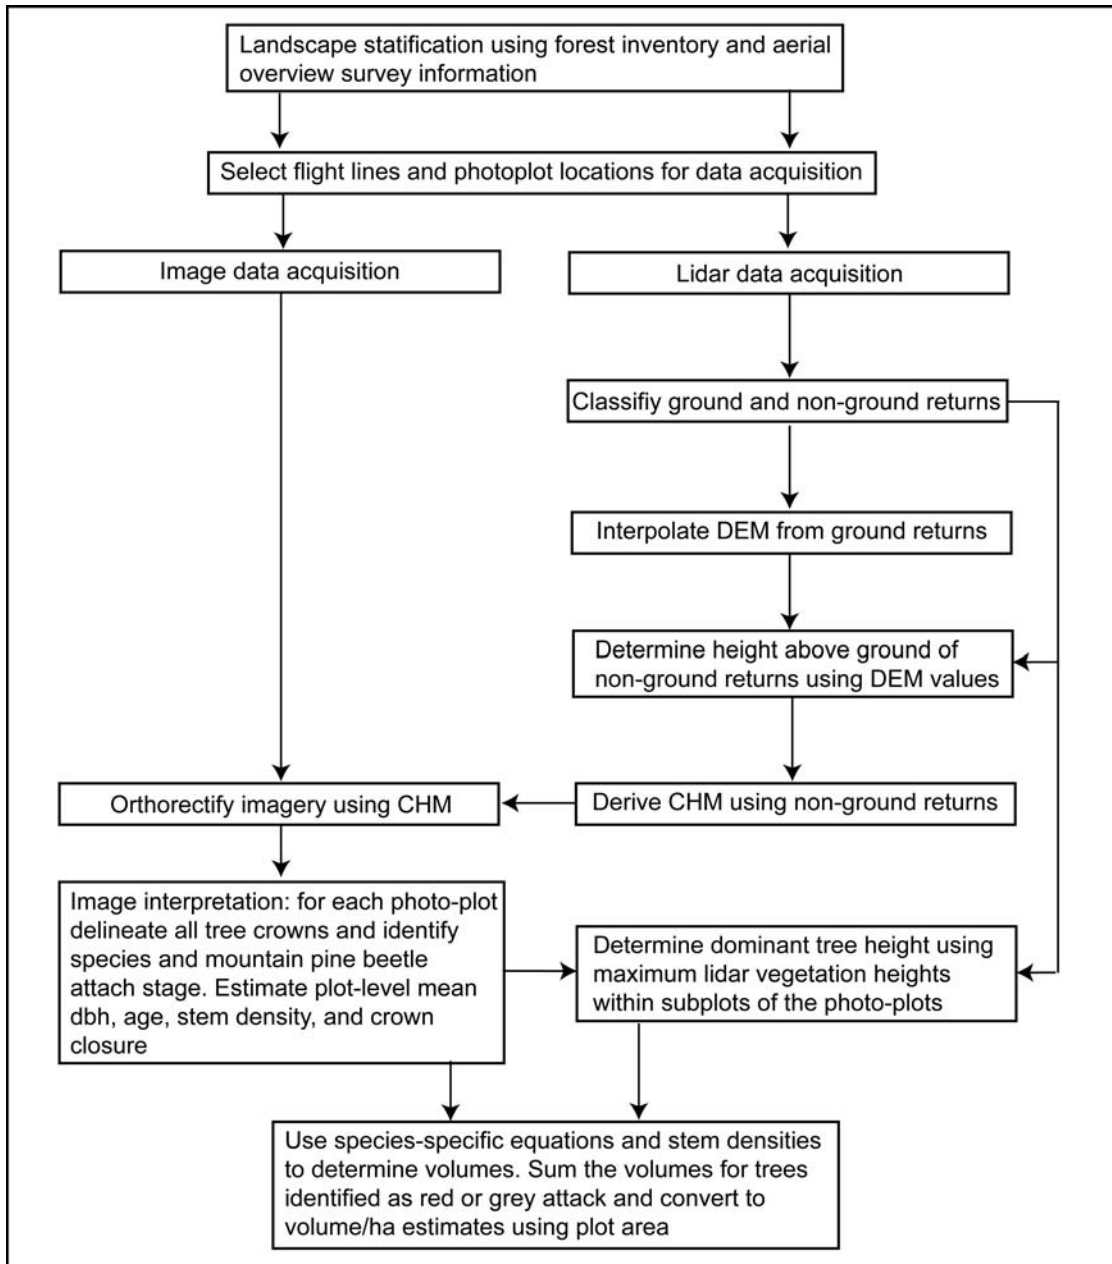 Landscape statification using forest inventory and aerial
overview survey information
Select flight lines and photoplot locations for data acquisition
Image data acquisition
Lidar data acquisition
Classifiy ground and non-ground returns
Interpolate DEM from ground returns
Determine height above ground of
non-ground returns using DEM values
Orthorectify imagery using CHM
Derive CHM using non-ground returns
Image interpretation: for each photo-plot
delineate all tree crowns and identify
species and mountain pine beetle
attach stage. Estimate plot-level mean
dbh, age, stem density, and crown
closure
Determine dominant tree height using
maximum lidar vegetation heights
within subplots of the photo-plots
Use species-specific equations and stem densities
to determine volumes. Sum the volumes for trees
identified as red or grey attack and convert to
volume/ha estimates using plot area